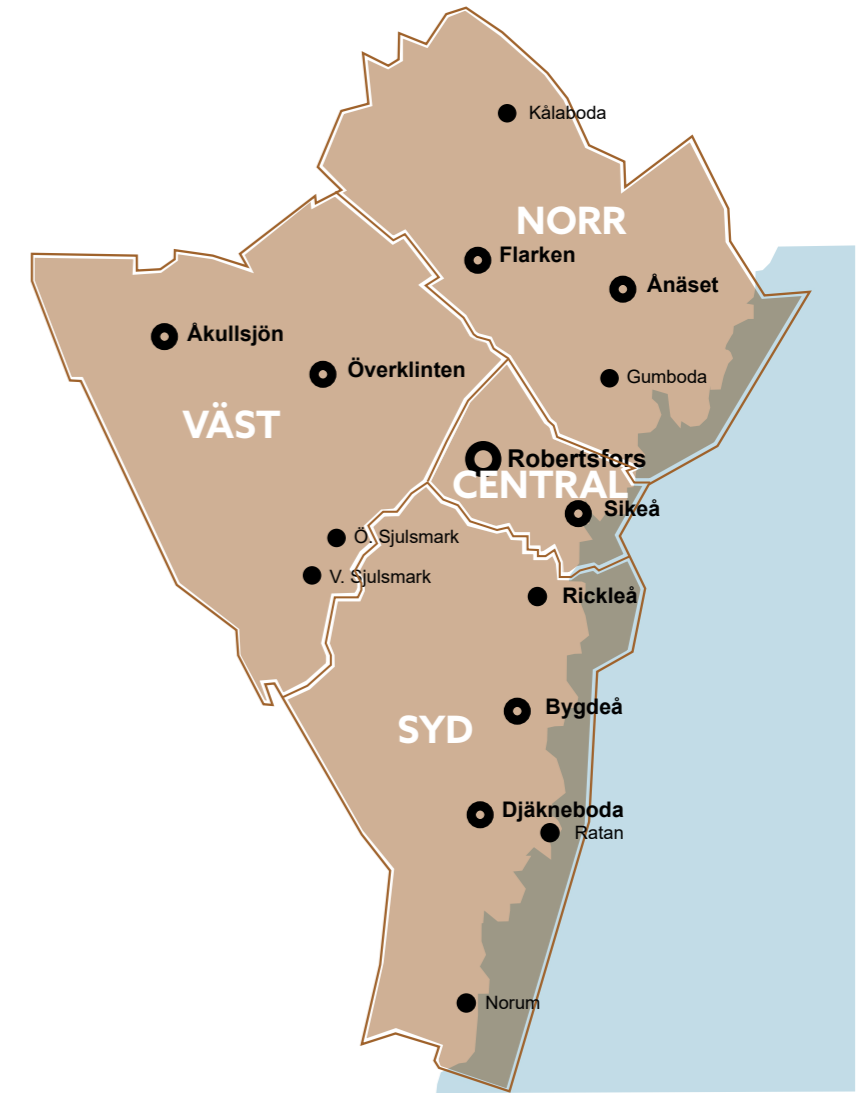 Kålaboda
NORR
Flarken
Ånäset
Åkullsjön
Överklinten
Gumboda
VÄST
Robertsfors
CENTRAL
Sikeå
Ö. Sjulsmark
V. Sjulsmark
Rickleå
Bygdeå
SYD
Djäkneboda
Ratan
Norum